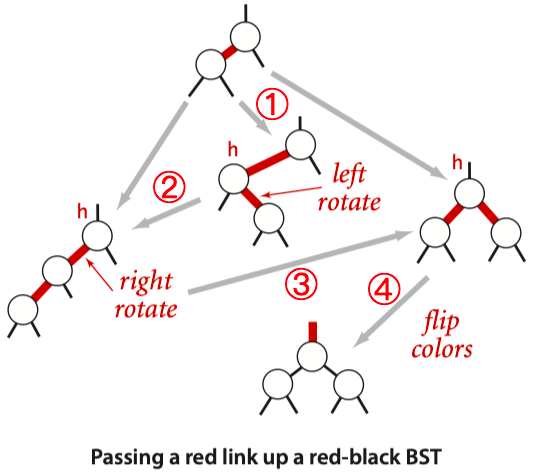 ①
h
left
rotate
②
h
h
right
rotate
③
④
flip
colors
Passing a red link up a red-black BST